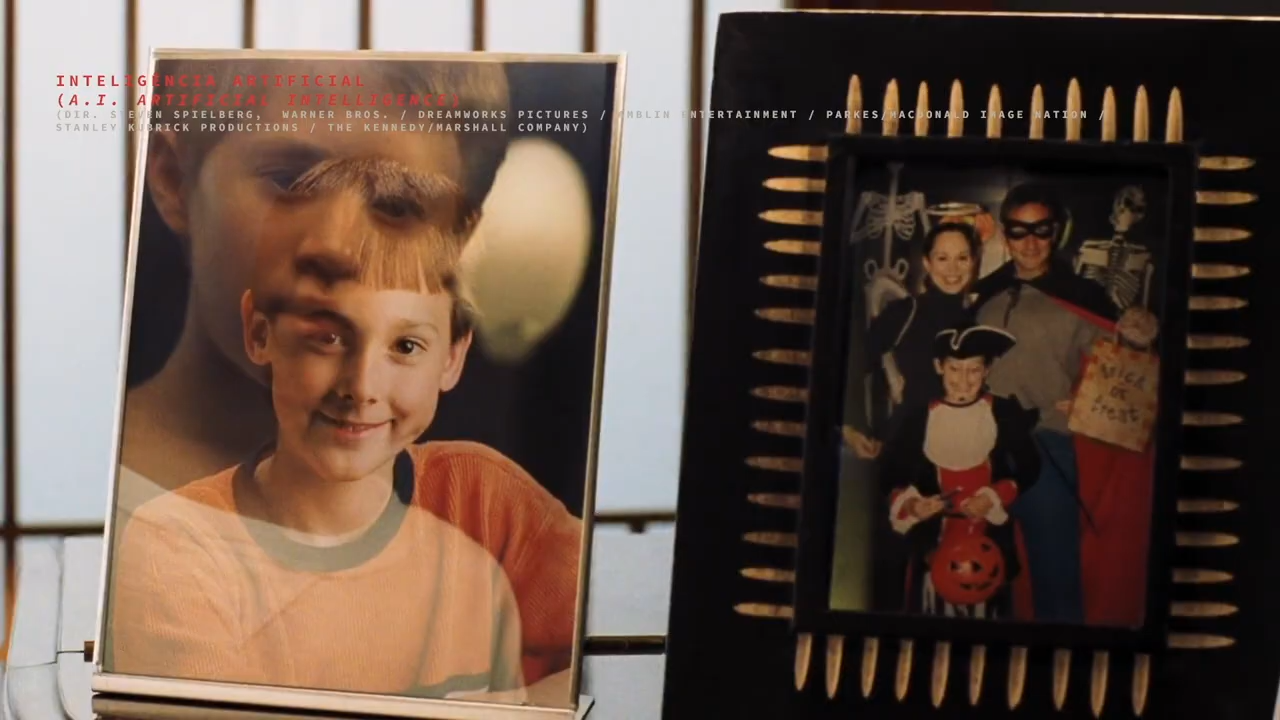 INTELIGENCIA ARTIFICIAL
(A.I. ARTIFICIAL INTELLIGENCE)
(DIR. STEVEN SPIELBERG, WARNER BROS. / DREAMWORKS PICTURES / AMBLIN ENTERTAINMENT / PARKES/MACDONALD IMAGE NATION /
STANLEY KUBRICK PRODUCTIONS / THE KENNEDY/MARSHALL COMPANY)
trick
or
treat